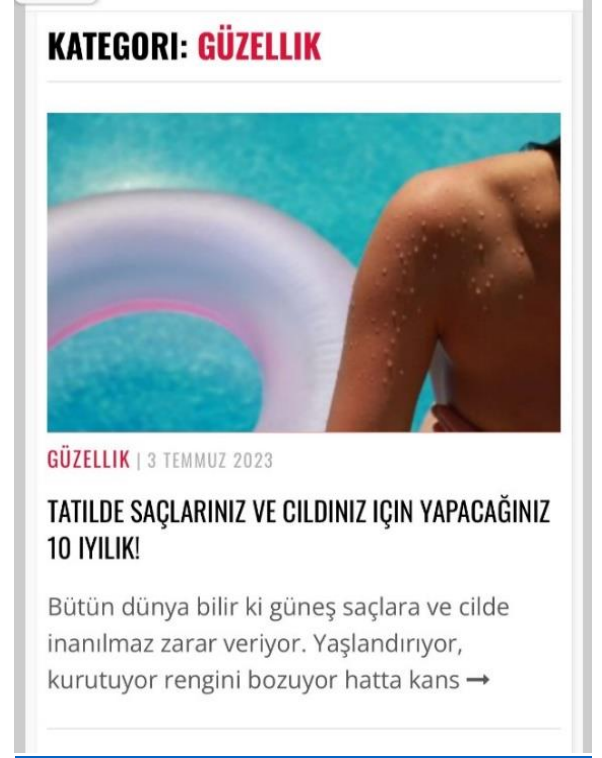 KATEGORI: GÜZELLIK
GÜZELLIK | 3 TEMMUZ 2023
TATILDE SAÇLARINIZ VE CILDINIZ IÇIN YAPACAĞINIZ
10 IYILIK!
Bütün dünya bilir ki güneş saçlara ve cilde
inanılmaz zarar veriyor. Yaşlandırıyor,
kurutuyor rengini bozuyor hatta kans →